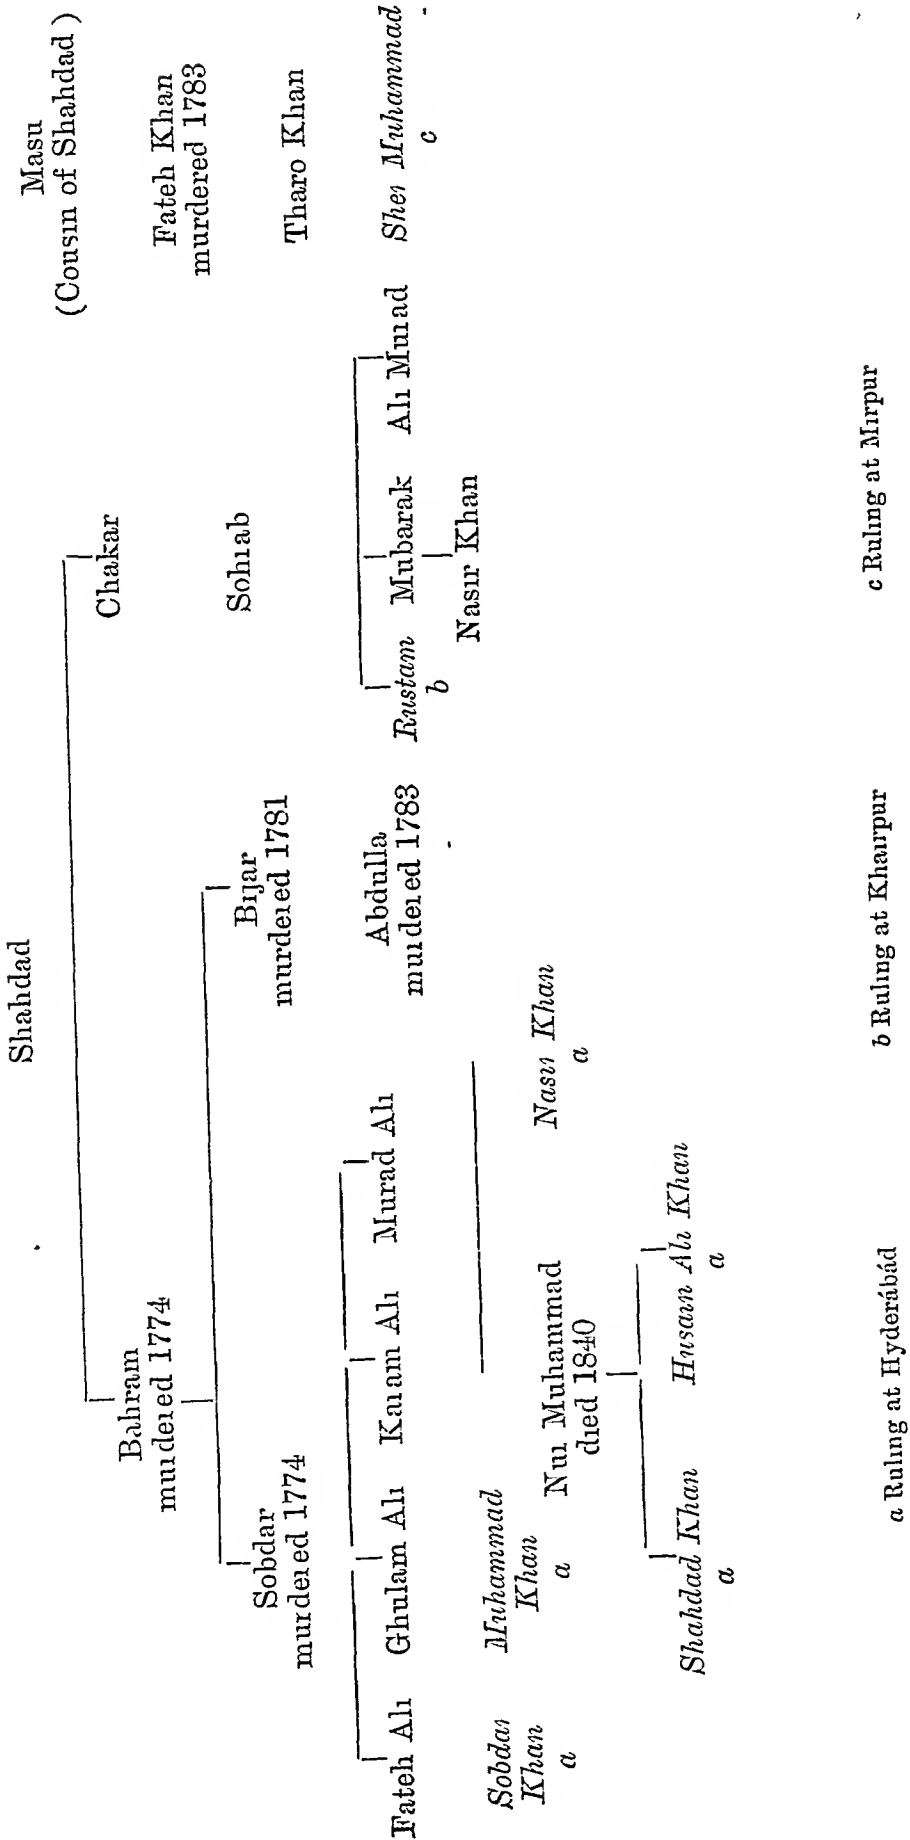 Shahdad
Masu
(Cousin of Shahdad)
Bahram
murdered 1774
Chakar
Fateh Khan
murdered 1783
Sobdar
murdered 1774
Bijar
murdered 1781
Sohrab
Tharo Khan
Fateh Ali Ghulam Ali Karam Ali Murad Ali
Abdulla
murdered 1783
Rustam Mubarak Ali Murad
b
Sher Muhammad
c
Nasir Khan
Sobdar
Khan
a
Muhammad
Khan
a
Nur Muhammad
died 1840
Nasir Khan
a
Shahdad Khan
a
Husain Ali Khan
a
a Ruling at Hyderábád
b Ruling at Khairpur
c Ruling at Mirpur